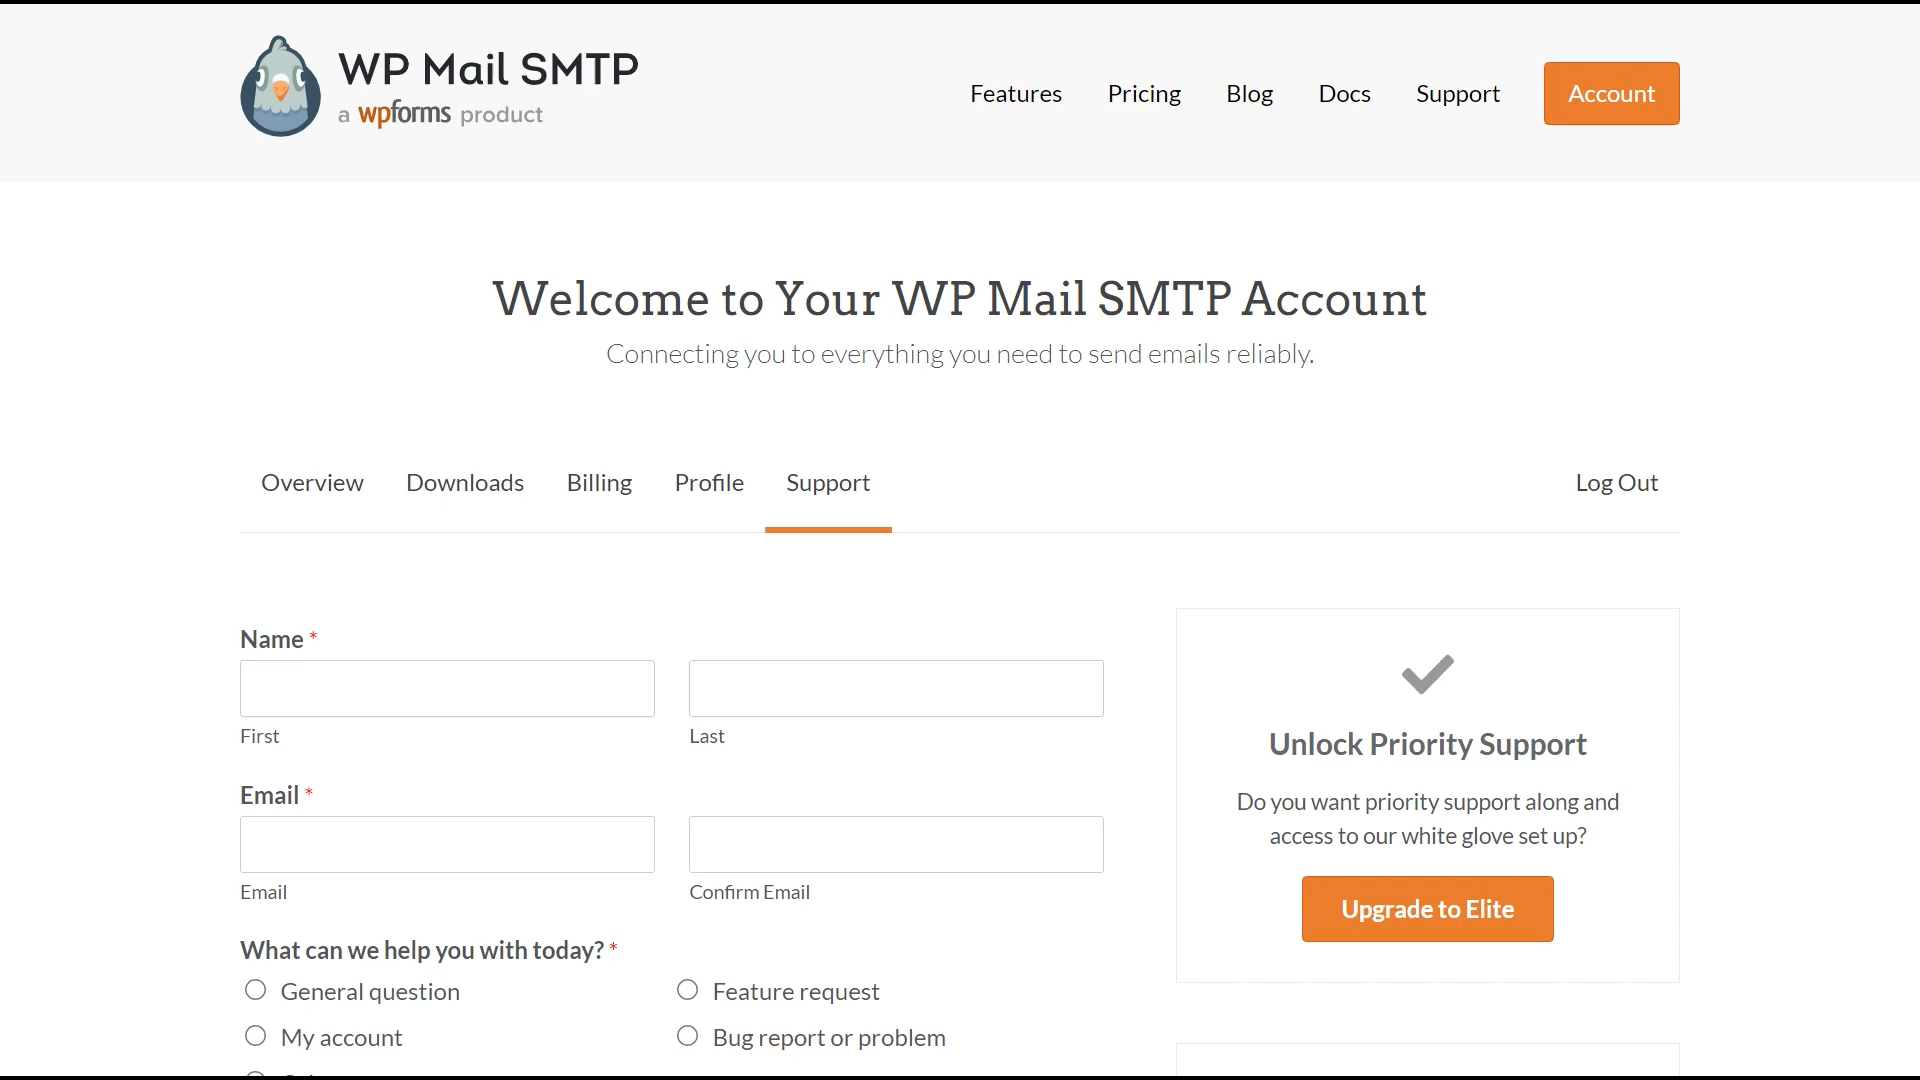 WP Mail SMTP
a wpforms product
Features Pricing Blog Docs Support Account
Welcome to Your WP Mail SMTP Account
Connecting you to everything you need to send emails reliably.
Overview Downloads Billing Profile Support Log Out
Name *
First Last
Email *
Email Confirm Email
What can we help you with today? *
General question Feature request
My account Bug report or problem
Unlock Priority Support
Do you want priority support along and
access to our white glove set up?
Upgrade to Elite